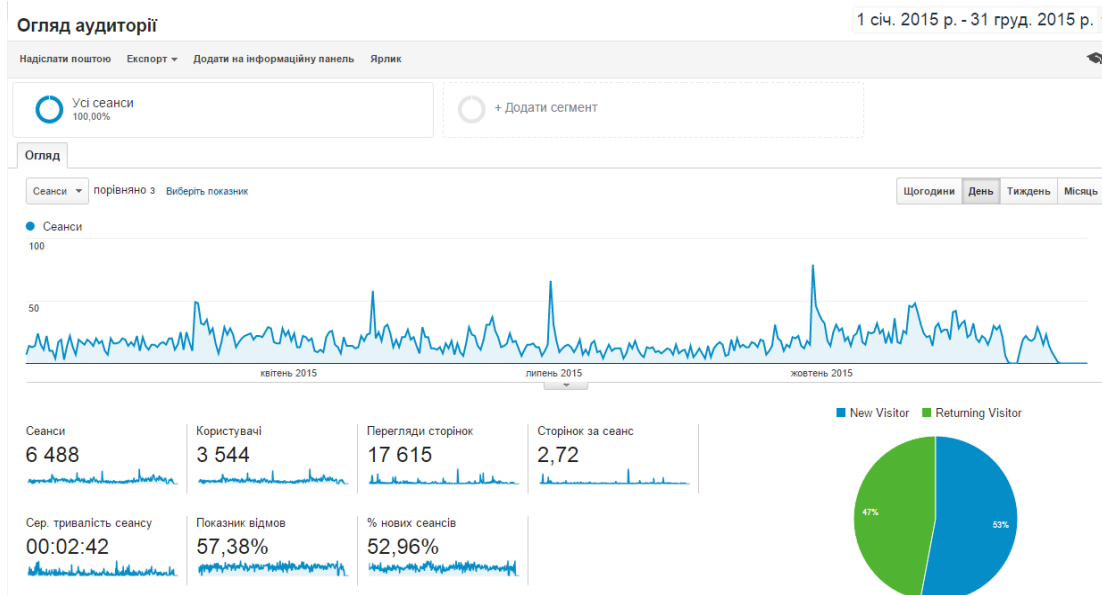 Огляд аудиторії
1 січ. 2015 р. - 31 груд. 2015 р.
Надіслати поштою Експорт Додати на інформаційну панель Ярлик
Усі сеанси
100,00%
+ Додати сегмент
Огляд
Сеанси порівняно з Виберіть показник
Щогодини День Тиждень Місяць
Сеанси
100
50
квітень 2015 липень 2015 жовтень 2015
New Visitor Returning Visitor
Сеанси Користувачі Перегляди сторінок Сторінок за сеанс
6 488 3 544 17 615 2,72
47% 53%
Сер. тривалість сеансу Показник відмов % нових сеансів
00:02:42 57,38% 52,96%